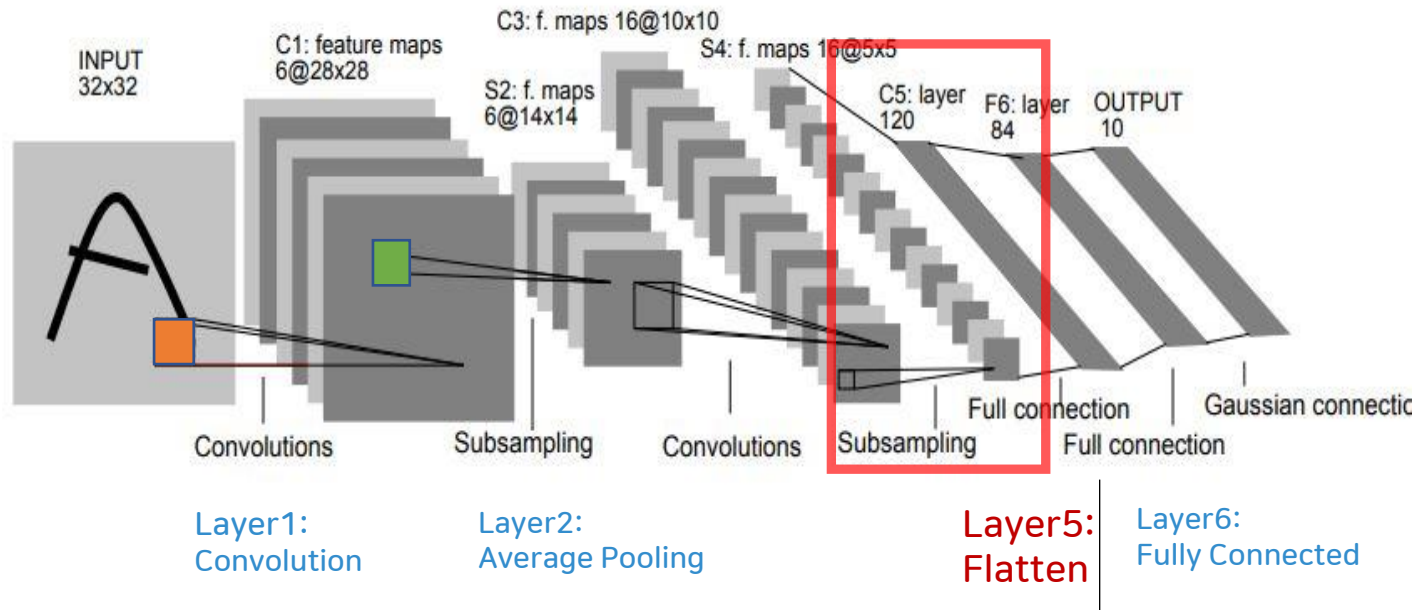 INPUT
32x32
C1: feature maps
6@28x28
S2: f. maps
6@14x14
C3: f. maps 16@10x10
S4: f. maps 16@5x5
C5: layer
120
F6: layer
84
OUTPUT
10
Convolutions
Subsampling
Convolutions
Subsampling
Full connection
Full connection
Gaussian connectio
Layer1:
Convolution
Layer2:
Average Pooling
Layer5:
Flatten
Layer6:
Fully Connected